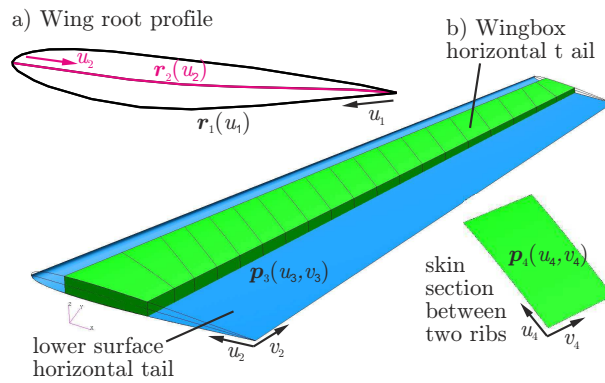 a) Wing root profile
u₂
r₂(u₂)
r₁(u₁)
u₁
b) Wingbox
horizontal t ail
p₃(u₃,v₃)
z
y
x
lower surface
horizontal tail
u₂
v₂
p₄(u₄,v₄)
skin
section
between
two ribs
u₄
v₄